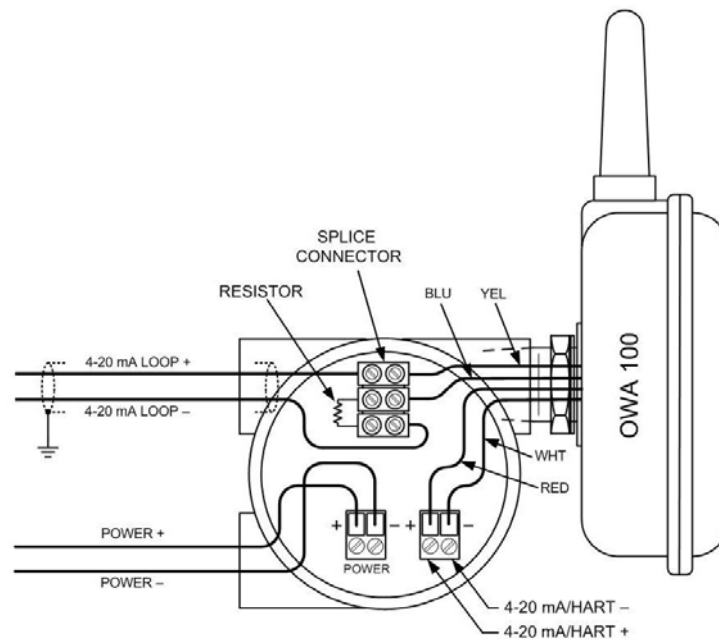 SPLICE
CONNECTOR
RESISTOR
BLU
YEL
4-20 mA LOOP +
4-20 mA LOOP –
OWA 100
WHT
RED
+
–
+
–
POWER +
POWER
POWER –
4-20 mA/HART –
4-20 mA/HART +